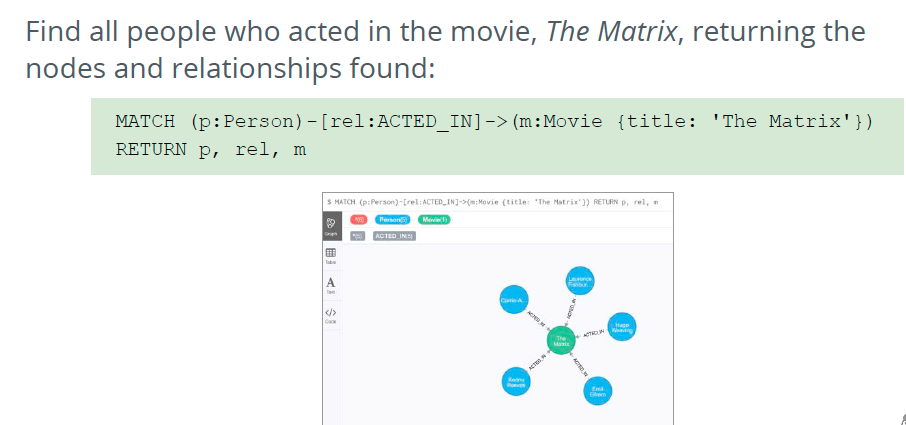 Find all people who acted in the movie, The Matrix, returning the
nodes and relationships found:
MATCH (p:Person)-[rel:ACTED_IN]->(m:Movie {title: 'The Matrix'})
RETURN p, rel, m
$ MATCH (p:Person)-[rel:ACTED_IN]->(m:Movie {title: 'The Matrix'}) RETURN p, rel, m
*(6) Person(5) Movie(1)
Graph
*(5) ACTED_IN(5)
Table
A
Text
</>
Code
Laurence
Fishbur...
Carrie-A..
ACTED_IN
ACTED_IN
Hugo
Weaving
ACTED_IN
The
Matrix
ACTED_IN
ACTED_IN
Keanu
Reeves
Emil
Eifrem